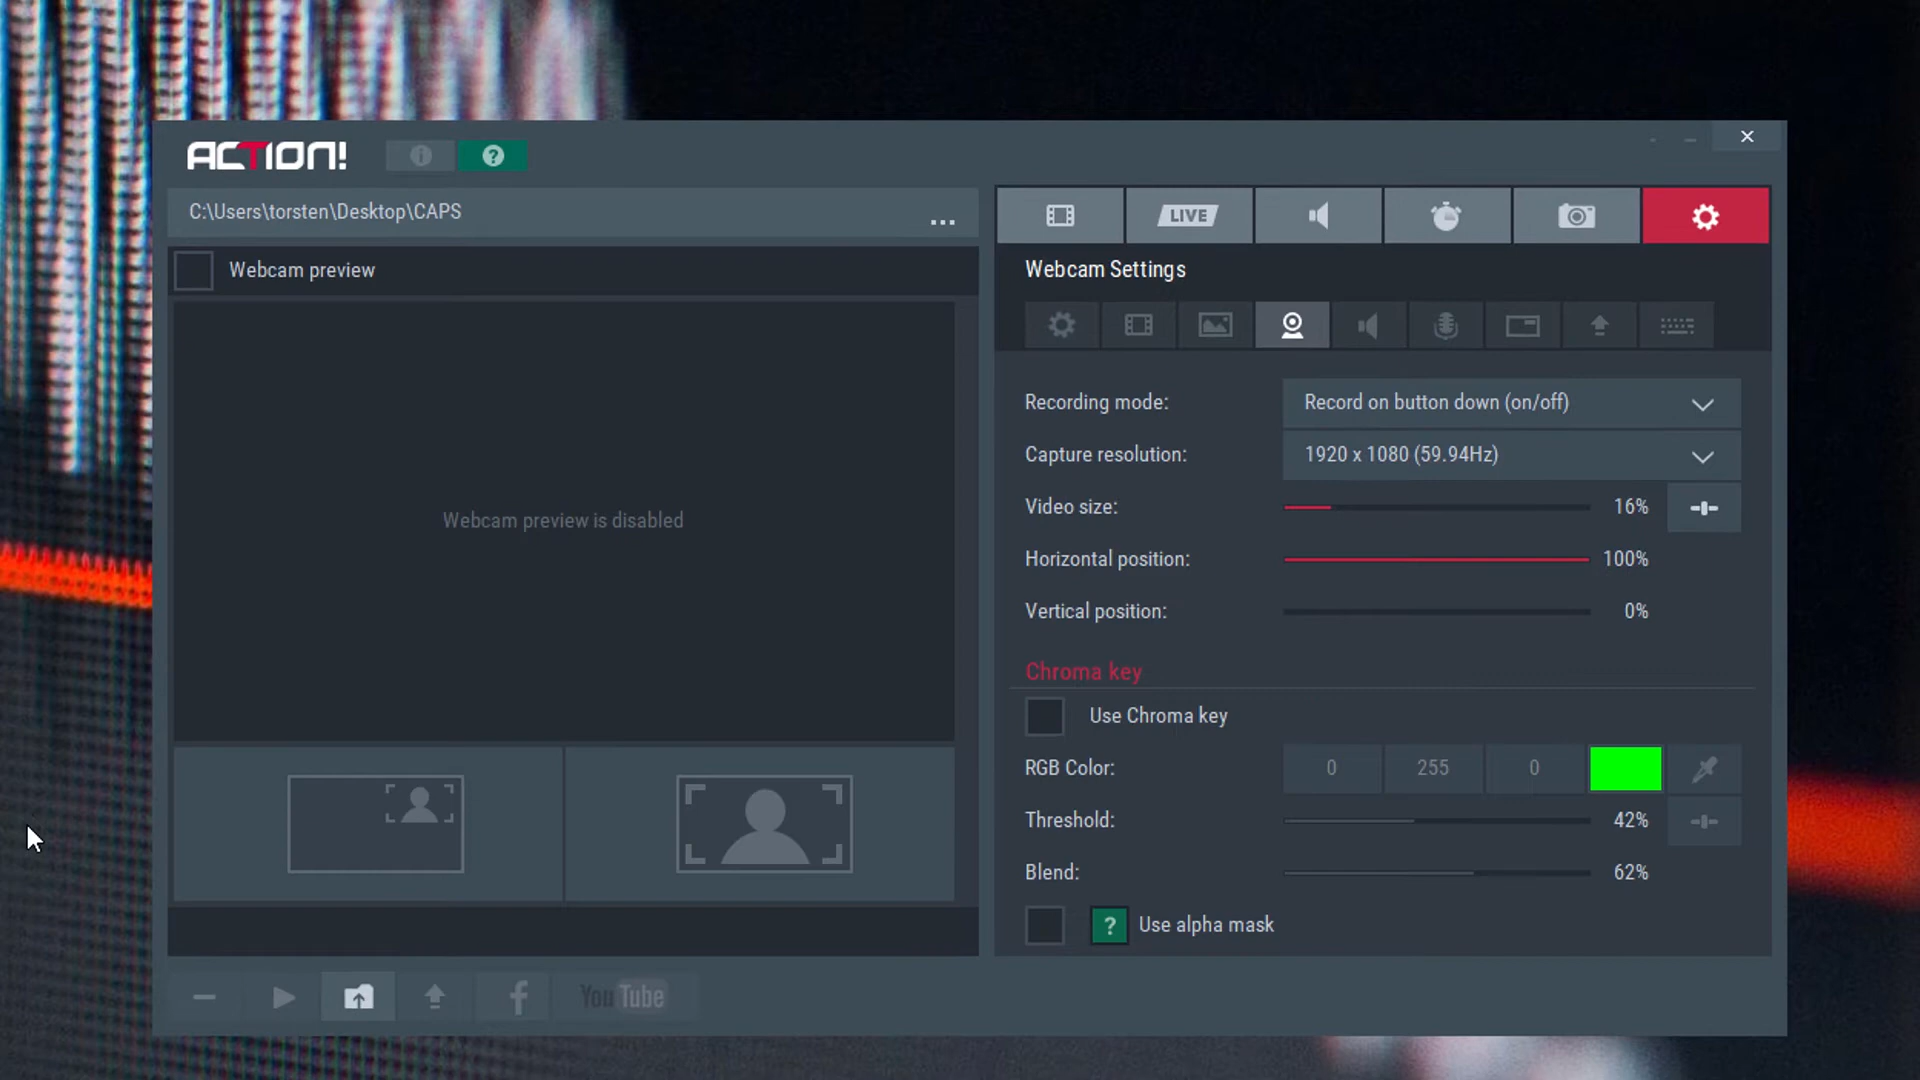 ACTION!
?
C:\Users\torsten\Desktop\CAPS
...
LIVE
Webcam preview
Webcam Settings
Webcam preview is disabled
Recording mode: Record on button down (on/off)
Capture resolution: 1920 x 1080 (59.94Hz)
Video size: 16%
Horizontal position: 100%
Vertical position: 0%
Chroma key
Use Chroma key
RGB Color: 0 255 0
Threshold: 42%
Blend: 62%
? Use alpha mask
f
YouTube